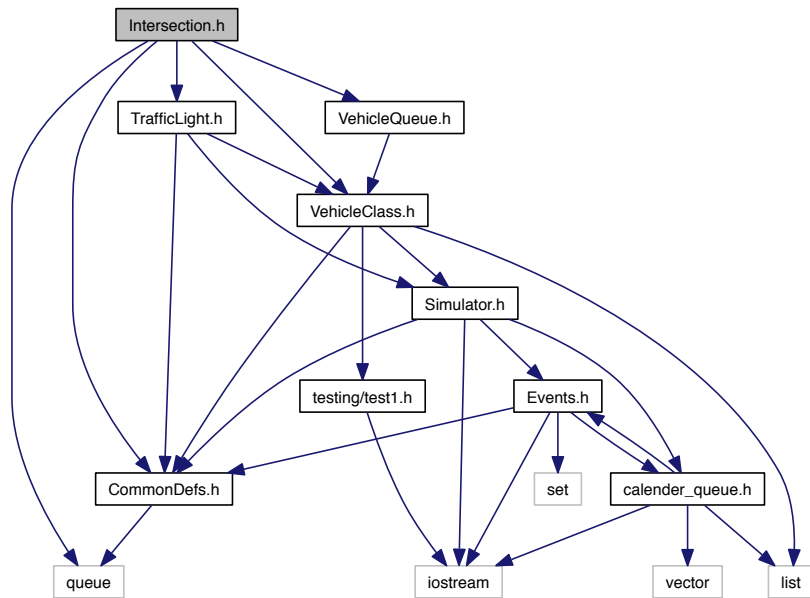 Intersection.h
TrafficLight.h
VehicleQueue.h
VehicleClass.h
Simulator.h
testing/test1.h
Events.h
CommonDefs.h
set
calender_queue.h
queue
iostream
vector
list